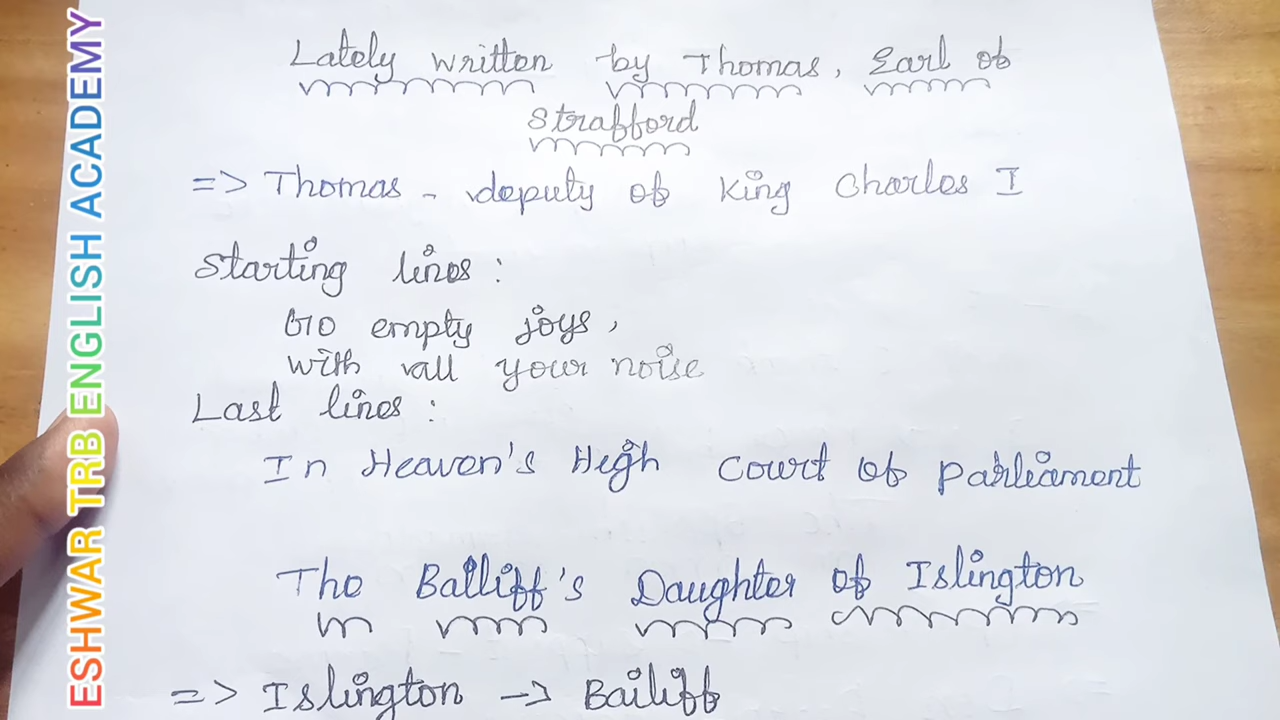 ESHWAR TRB ENGLISH ACADEMY
Lately written by Thomas, Earl of
Strafford
=> Thomas - deputy of King Charles I
Starting lines :
Go empty joys,
with all your noise
Last lines :
In Heaven's High Court of Parliament
The Bailiff's Daughter of Islington
=> Islington -> Bailiff